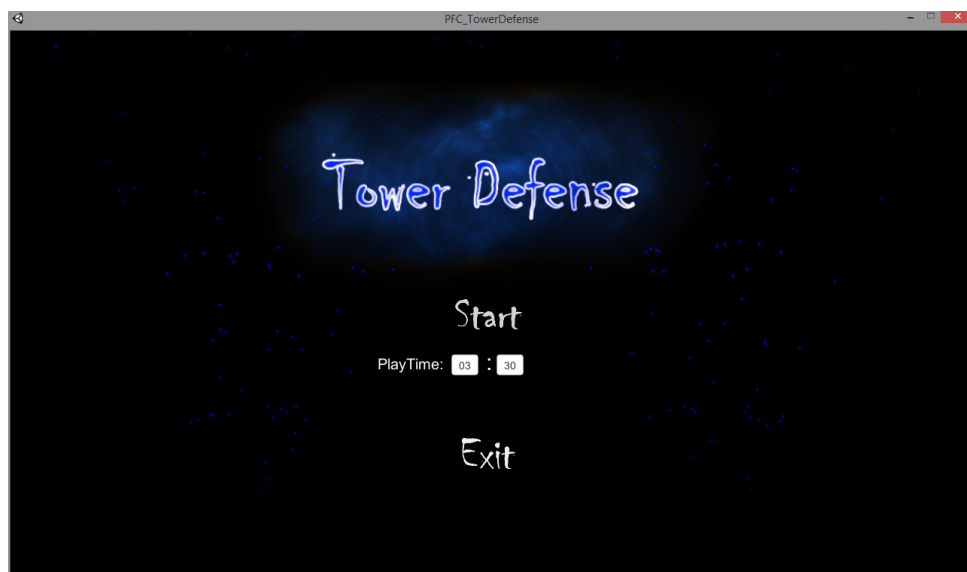 PFC_TowerDefense
Tower Defense
Start
PlayTime: 03 : 30
Exit